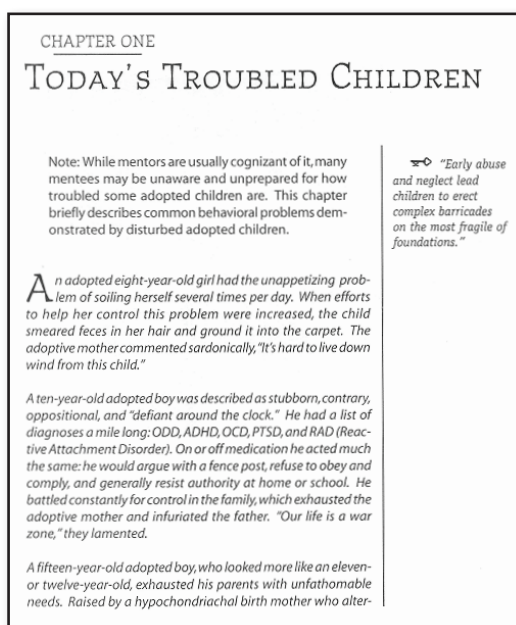 CHAPTER ONE
TODAY'S TROUBLED CHILDREN
Note: While mentors are usually cognizant of it, many
mentees may be unaware and unprepared for how
troubled some adopted children are. This chapter
briefly describes common behavioral problems dem-
onstrated by disturbed adopted children.
"Early abuse
and neglect lead
children to erect
complex barricades
on the most fragile of
foundations."
An adopted eight-year-old girl had the unappetizing prob-
lem of soiling herself several times per day. When efforts
to help her control this problem were increased, the child
smeared feces in her hair and ground it into the carpet. The
adoptive mother commented sardonically, "It's hard to live down
wind from this child."
A ten-year-old adopted boy was described as stubborn, contrary,
oppositional, and "defiant around the clock." He had a list of
diagnoses a mile long: ODD, ADHD, OCD, PTSD, and RAD (Reac-
tive Attachment Disorder). On or off medication he acted much
the same: he would argue with a fence post, refuse to obey and
comply, and generally resist authority at home or school. He
battled constantly for control in the family, which exhausted the
adoptive mother and infuriated the father. "Our life is a war
zone," they lamented.
A fifteen-year-old adopted boy, who looked more like an eleven-
or twelve-year-old, exhausted his parents with unfathomable
needs. Raised by a hypochondriachal birth mother who alter-